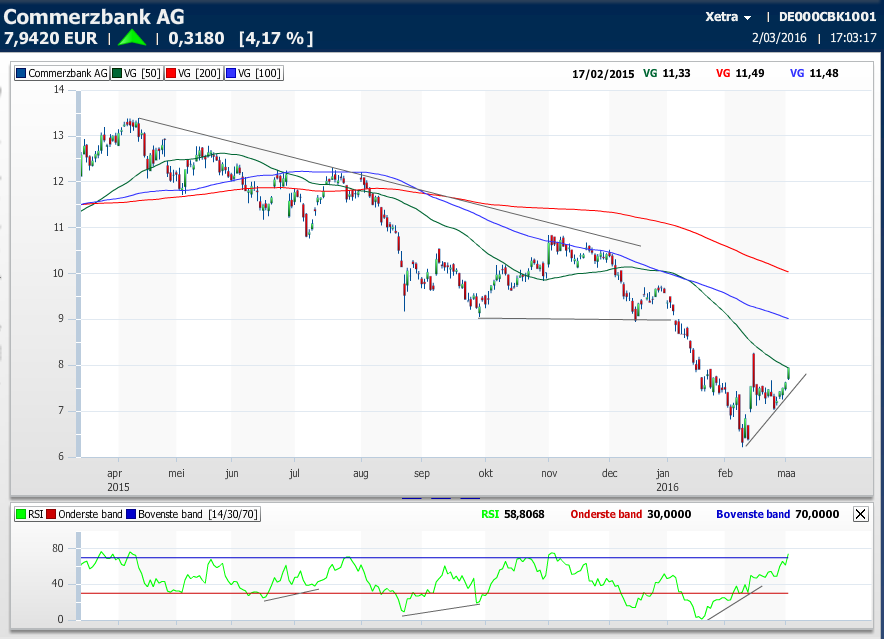 Commerzbank AG
Xetra | DE000CBK1001
7,9420 EUR | | 0,3180 [4,17 %]
2/03/2016 | 17:03:17
Commerzbank AG VG [50] VG [200] VG [100]
17/02/2015 VG 11,33 VG 11,49 VG 11,48
14
13
12
11
10
9
8
7
6
apr mei jun jul aug sep okt nov dec jan feb maa
2015 2016
RSI Onderste band Bovenste band [14/30/70]
RSI 58,8068 Onderste band 30,0000 Bovenste band 70,0000
80
40
0